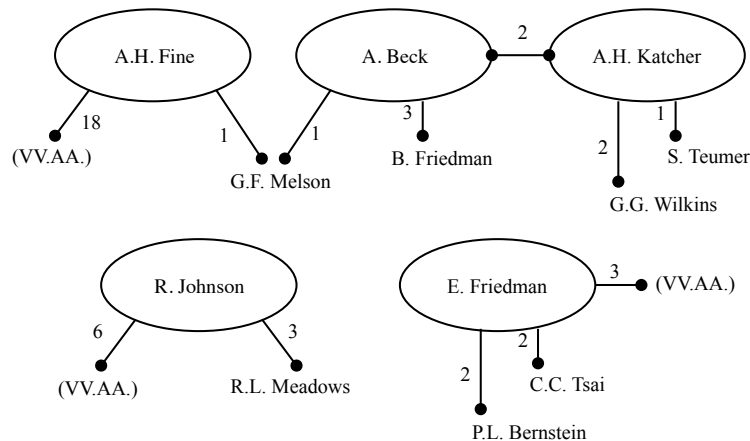 A.H. Fine
A. Beck
2
A.H. Katcher
18
1
1
3
2
1
(VV.AA.)
G.F. Melson
B. Friedman
S. Teumer
G.G. Wilkins
R. Johnson
E. Friedman
3
(VV.AA.)
6
3
2
2
(VV.AA.)
R.L. Meadows
C.C. Tsai
P.L. Bernstein